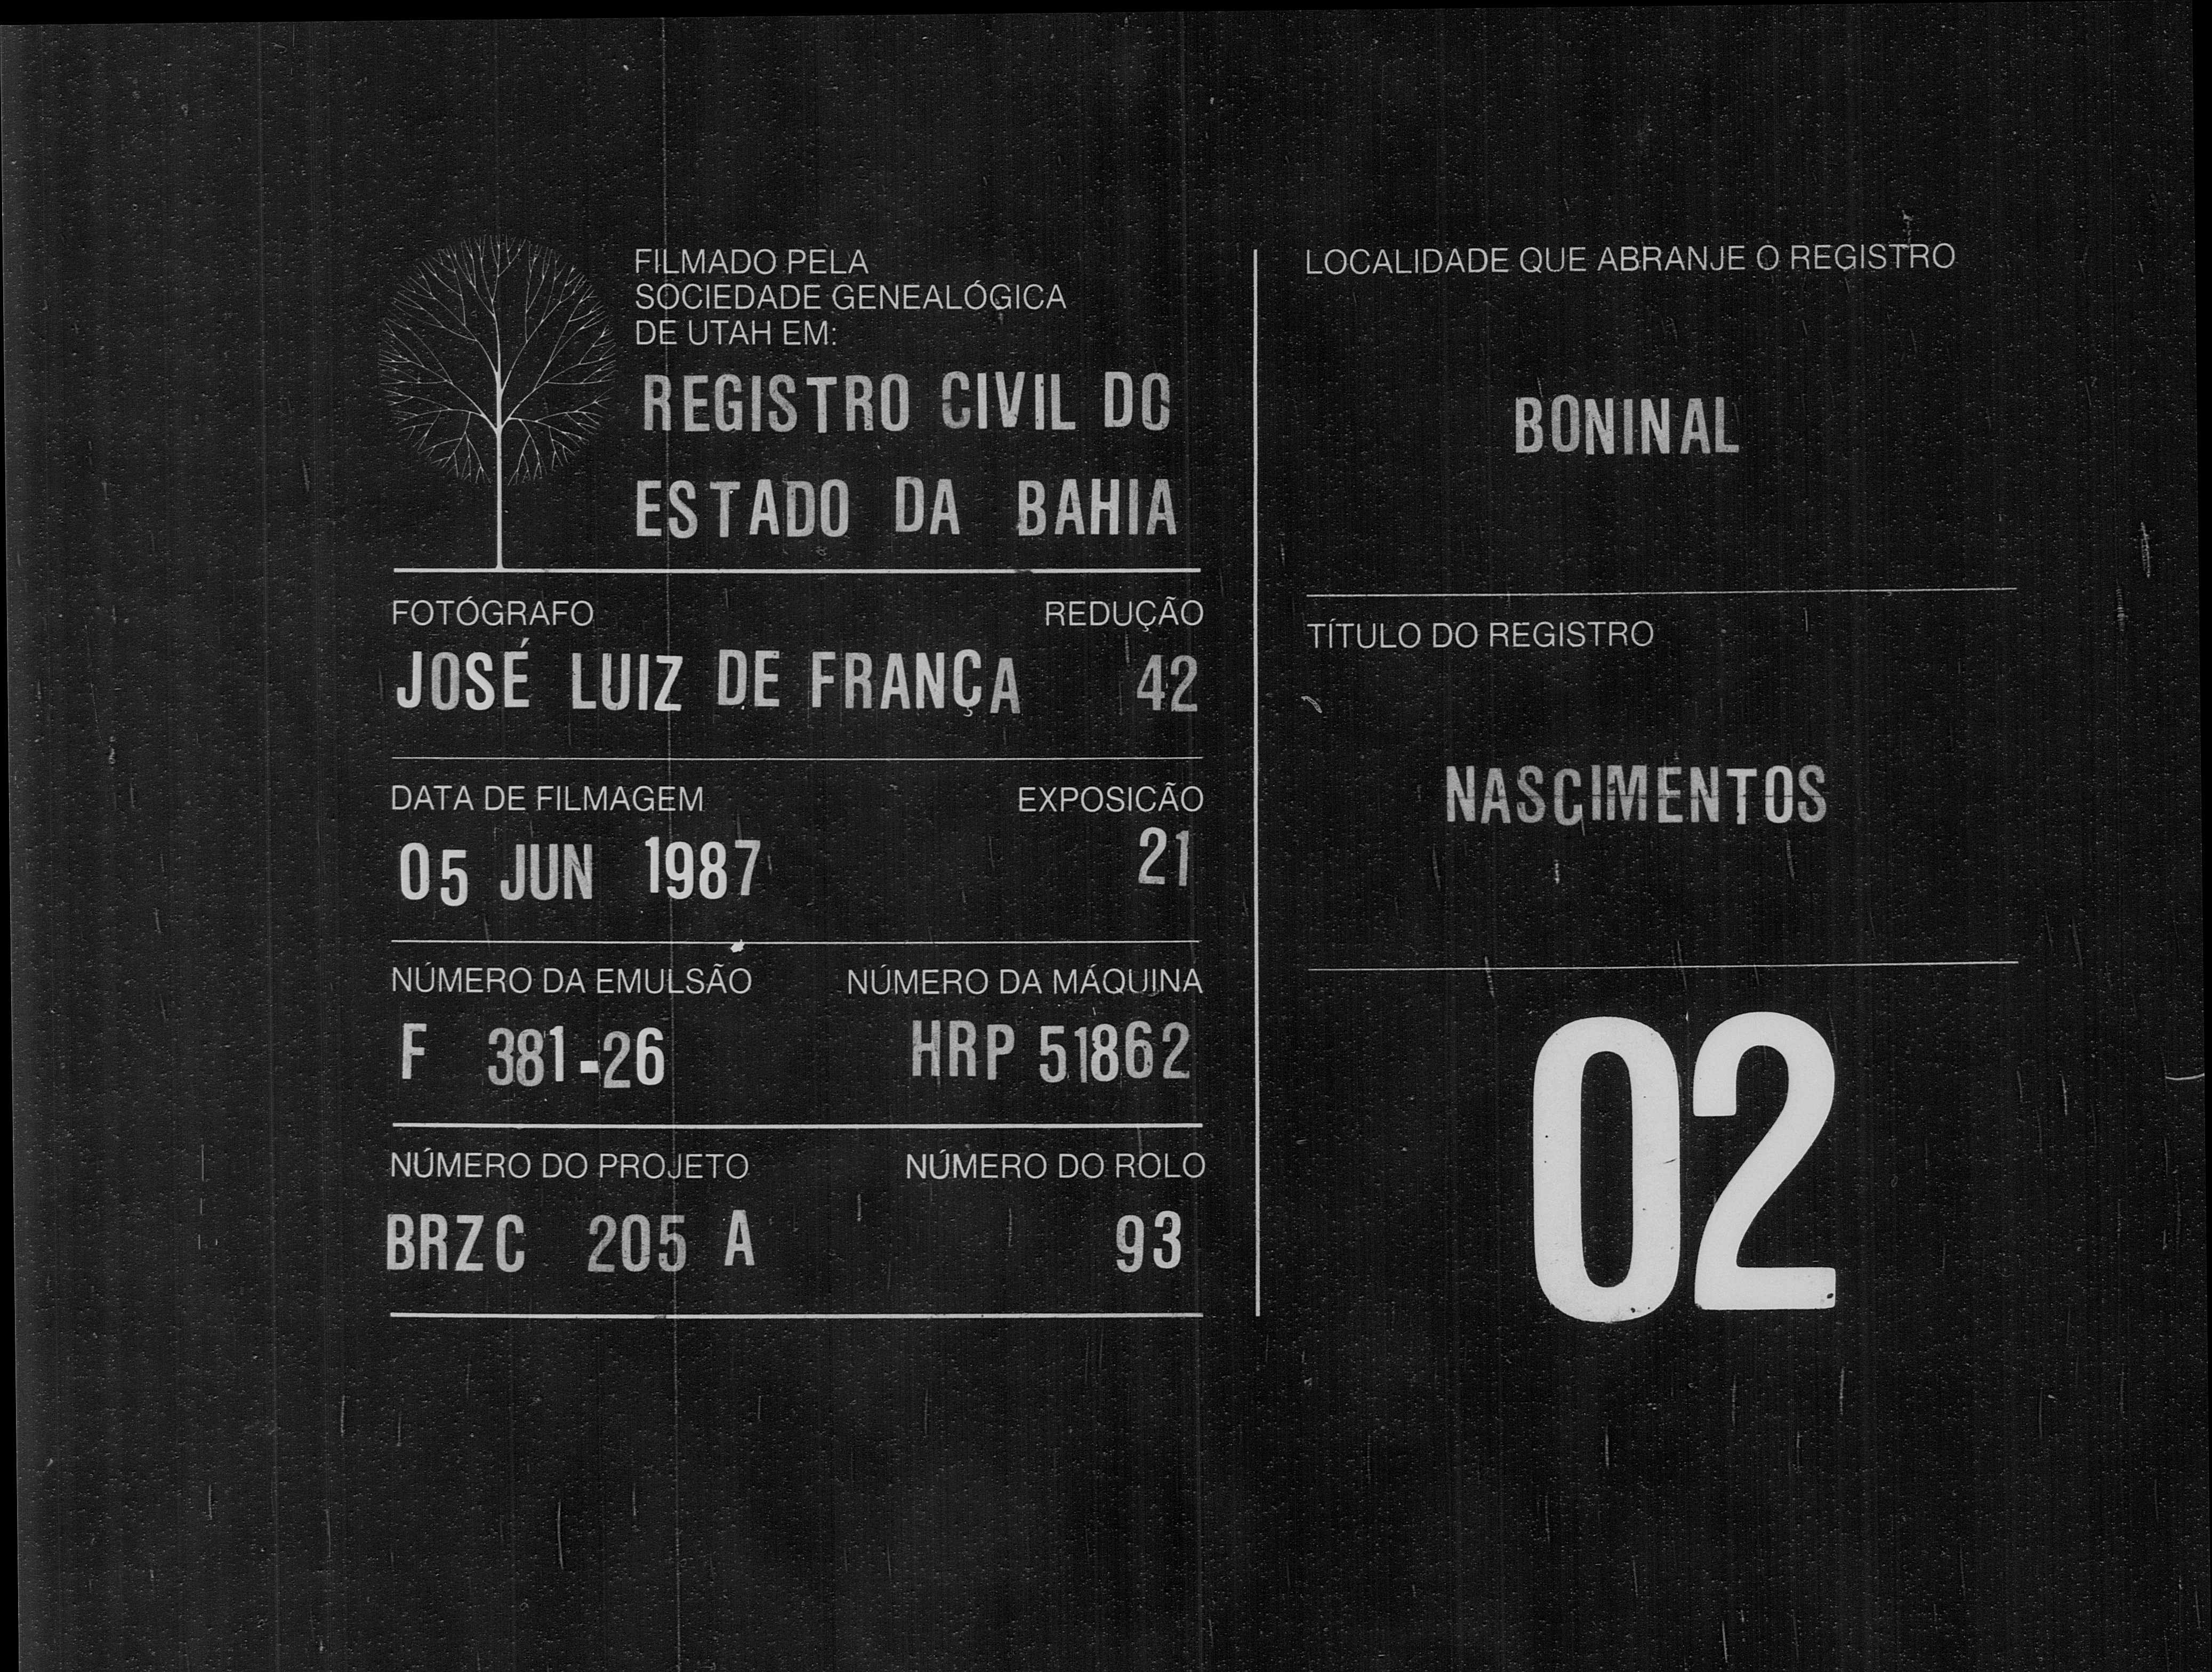 FILMADO PELA
SOCIEDADE GENEALÓGICA
DE UTAH EM:
REGISTRO CIVIL DO
ESTADO DA BAHIA
FOTÓGRAFO REDUÇÃO
JOSÉ LUIZ DE FRANÇA 42
DATA DE FILMAGEM EXPOSICÃO
05 JUN 1987 21
NÚMERO DA EMULSÃO NÚMERO DA MÁQUINA
F 381-26 HRP 51862
NÚMERO DO PROJETO NÚMERO DO ROLO
BRZC 205 A 93
LOCALIDADE QUE ABRANJE O REGISTRO
BONINAL
TÍTULO DO REGISTRO
NASCIMENTOS
02